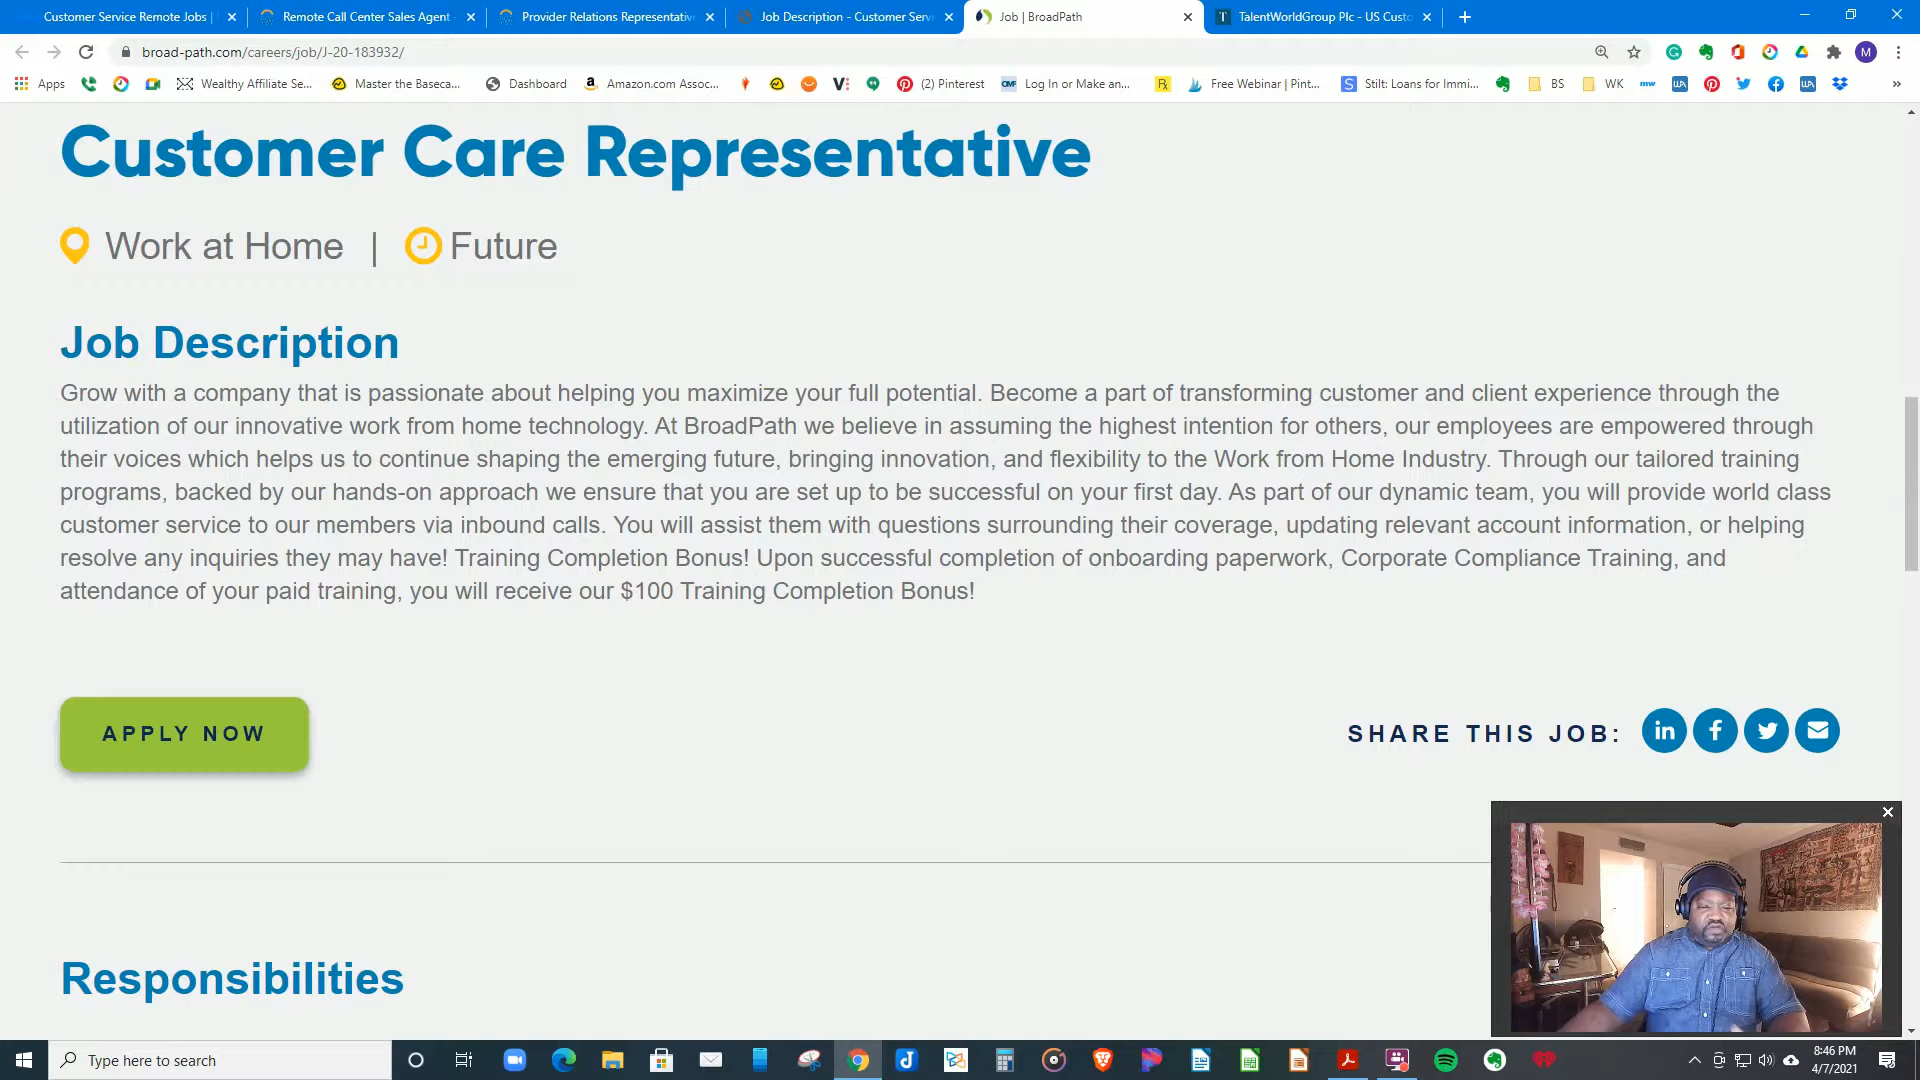 Customer Service Remote Jobs |
Remote Call Center Sales Agent
Provider Relations Representative
Job Description - Customer Servi
Job | BroadPath
TalentWorldGroup Plc - US Custo
broad-path.com/careers/job/J-20-183932/
M
Apps
Wealthy Affiliate Se...
Master the Baseca...
Dashboard
Amazon.com Assoc...
(2) Pinterest
Log In or Make an...
Free Webinar | Pint...
Stilt: Loans for Immi...
BS
WK
Customer Care Representative
Work at Home | Future
Job Description
Grow with a company that is passionate about helping you maximize your full potential. Become a part of transforming customer and client experience through the
utilization of our innovative work from home technology. At BroadPath we believe in assuming the highest intention for others, our employees are empowered through
their voices which helps us to continue shaping the emerging future, bringing innovation, and flexibility to the Work from Home Industry. Through our tailored training
programs, backed by our hands-on approach we ensure that you are set up to be successful on your first day. As part of our dynamic team, you will provide world class
customer service to our members via inbound calls. You will assist them with questions surrounding their coverage, updating relevant account information, or helping
resolve any inquiries they may have! Training Completion Bonus! Upon successful completion of onboarding paperwork, Corporate Compliance Training, and
attendance of your paid training, you will receive our $100 Training Completion Bonus!
APPLY NOW
SHARE THIS JOB:
Responsibilities
Type here to search
8:46 PM
4/7/2021